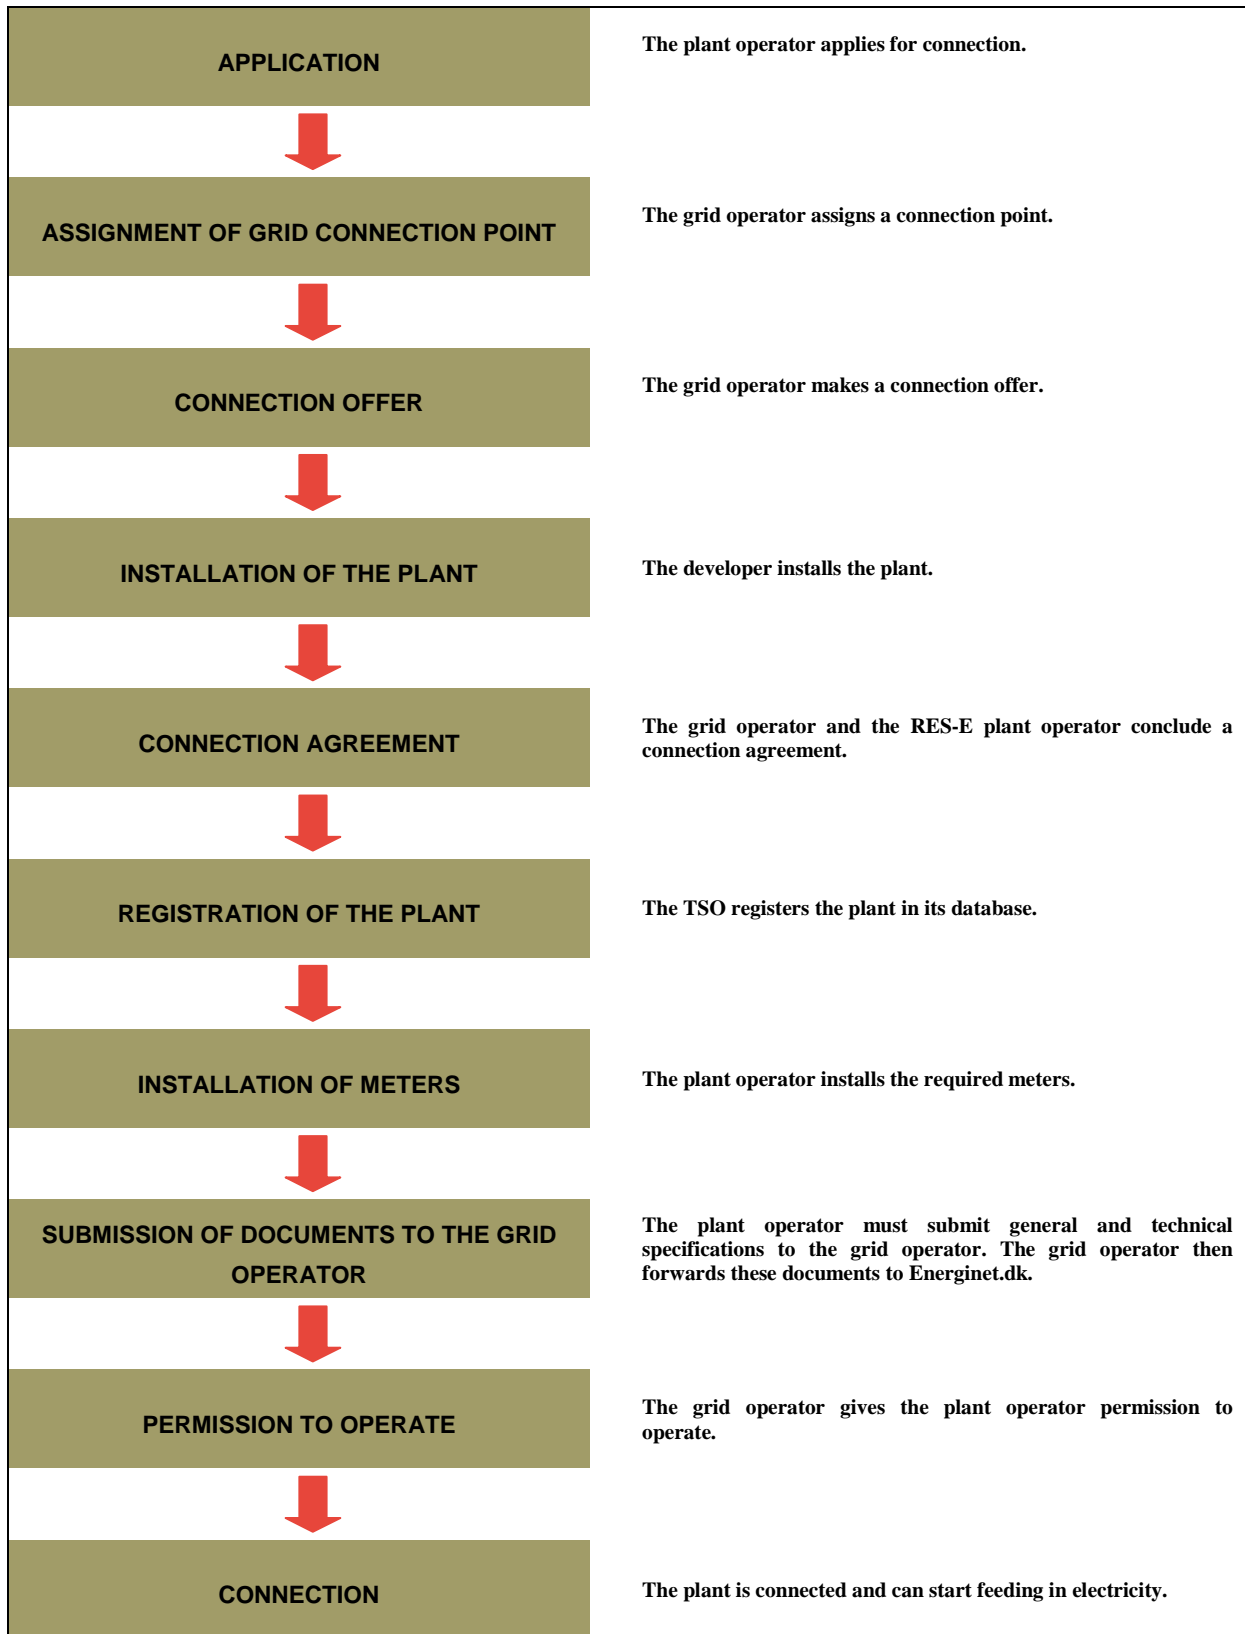 APPLICATION
The plant operator applies for connection.
ASSIGNMENT OF GRID CONNECTION POINT
The grid operator assigns a connection point.
CONNECTION OFFER
The grid operator makes a connection offer.
INSTALLATION OF THE PLANT
The developer installs the plant.
CONNECTION AGREEMENT
The grid operator and the RES-E plant operator conclude a
connection agreement.
REGISTRATION OF THE PLANT
The TSO registers the plant in its database.
INSTALLATION OF METERS
The plant operator installs the required meters.
SUBMISSION OF DOCUMENTS TO THE GRID
OPERATOR
The plant operator must submit general and technical
specifications to the grid operator. The grid operator then
forwards these documents to Energinet.dk.
PERMISSION TO OPERATE
The grid operator gives the plant operator permission to
operate.
CONNECTION
The plant is connected and can start feeding in electricity.